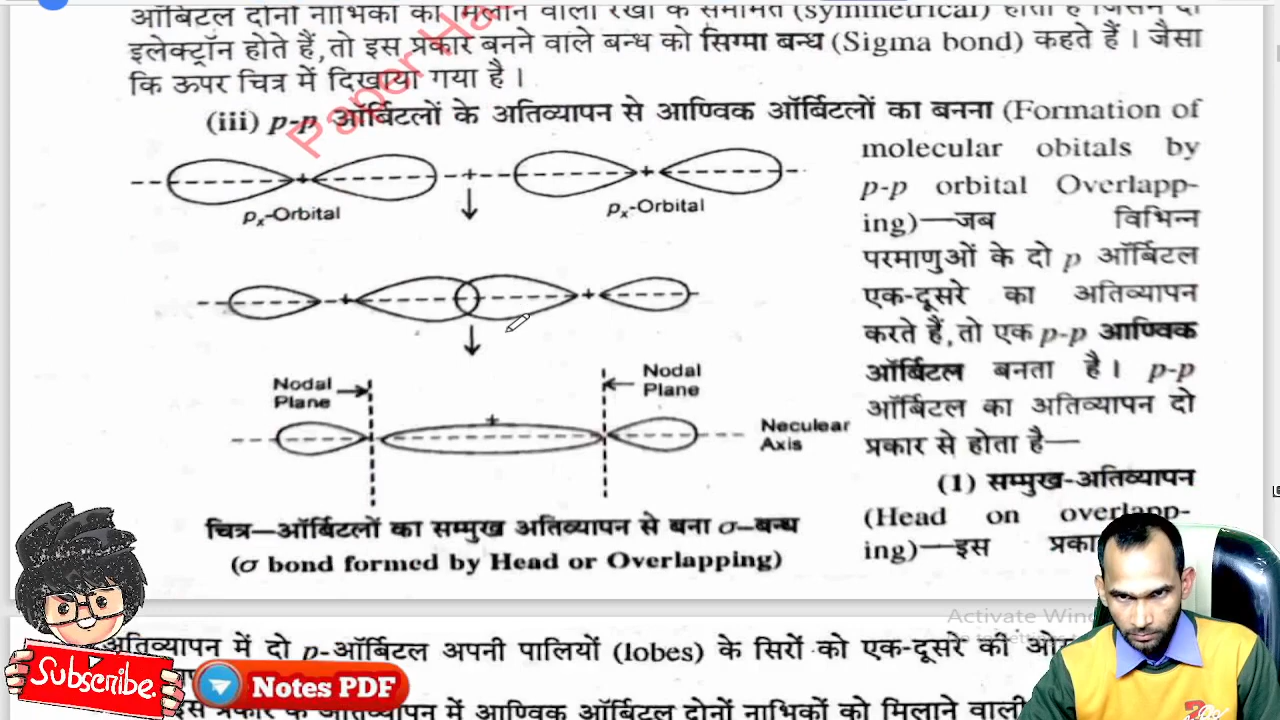 ऑर्बिटल दोनों नाभिकों को मिलाने वाली रेखा के सममित (symmetrical) होता है जिसमें दो
इलेक्ट्रॉन होते हैं, तो इस प्रकार बनने वाले बन्ध को सिग्मा बन्ध (Sigma bond) कहते हैं । जैसा
कि ऊपर चित्र में दिखाया गया है ।
(iii) p-p ऑर्बिटलों के अतिव्यापन से आण्विक ऑर्बिटलों का बनना (Formation of
molecular obitals by
p-p orbital Overlapp-
ing)—जब विभिन्न
परमाणुओं के दो p ऑर्बिटल
एक-दूसरे का अतिव्यापन
करते हैं, तो एक p-p आण्विक
ऑर्बिटल बनता है। p-p
ऑर्बिटल का अतिव्यापन दो
प्रकार से होता है—
(1) सम्मुख-अतिव्यापन
(Head on overlapp-
ing)—इस
+ + +
pₓ-Orbital pₓ-Orbital
+ +
Nodal Plane
Nodal Plane
+
Neculear Axis
चित्र—ऑर्बिटलों का सम्मुख अतिव्यापन से बना σ–बन्ध
(σ bond formed by Head or Overlapping)
अतिव्यापन में दो p-ऑर्बिटल अपनी पालियों (lobes) के सिरों को एक-दूसरे की
अतिव्यापन में आण्विक ऑर्बिटल दोनों नाभिकों को मिलाने वाली
Activate
Subscribe.
Notes PDF
Paper